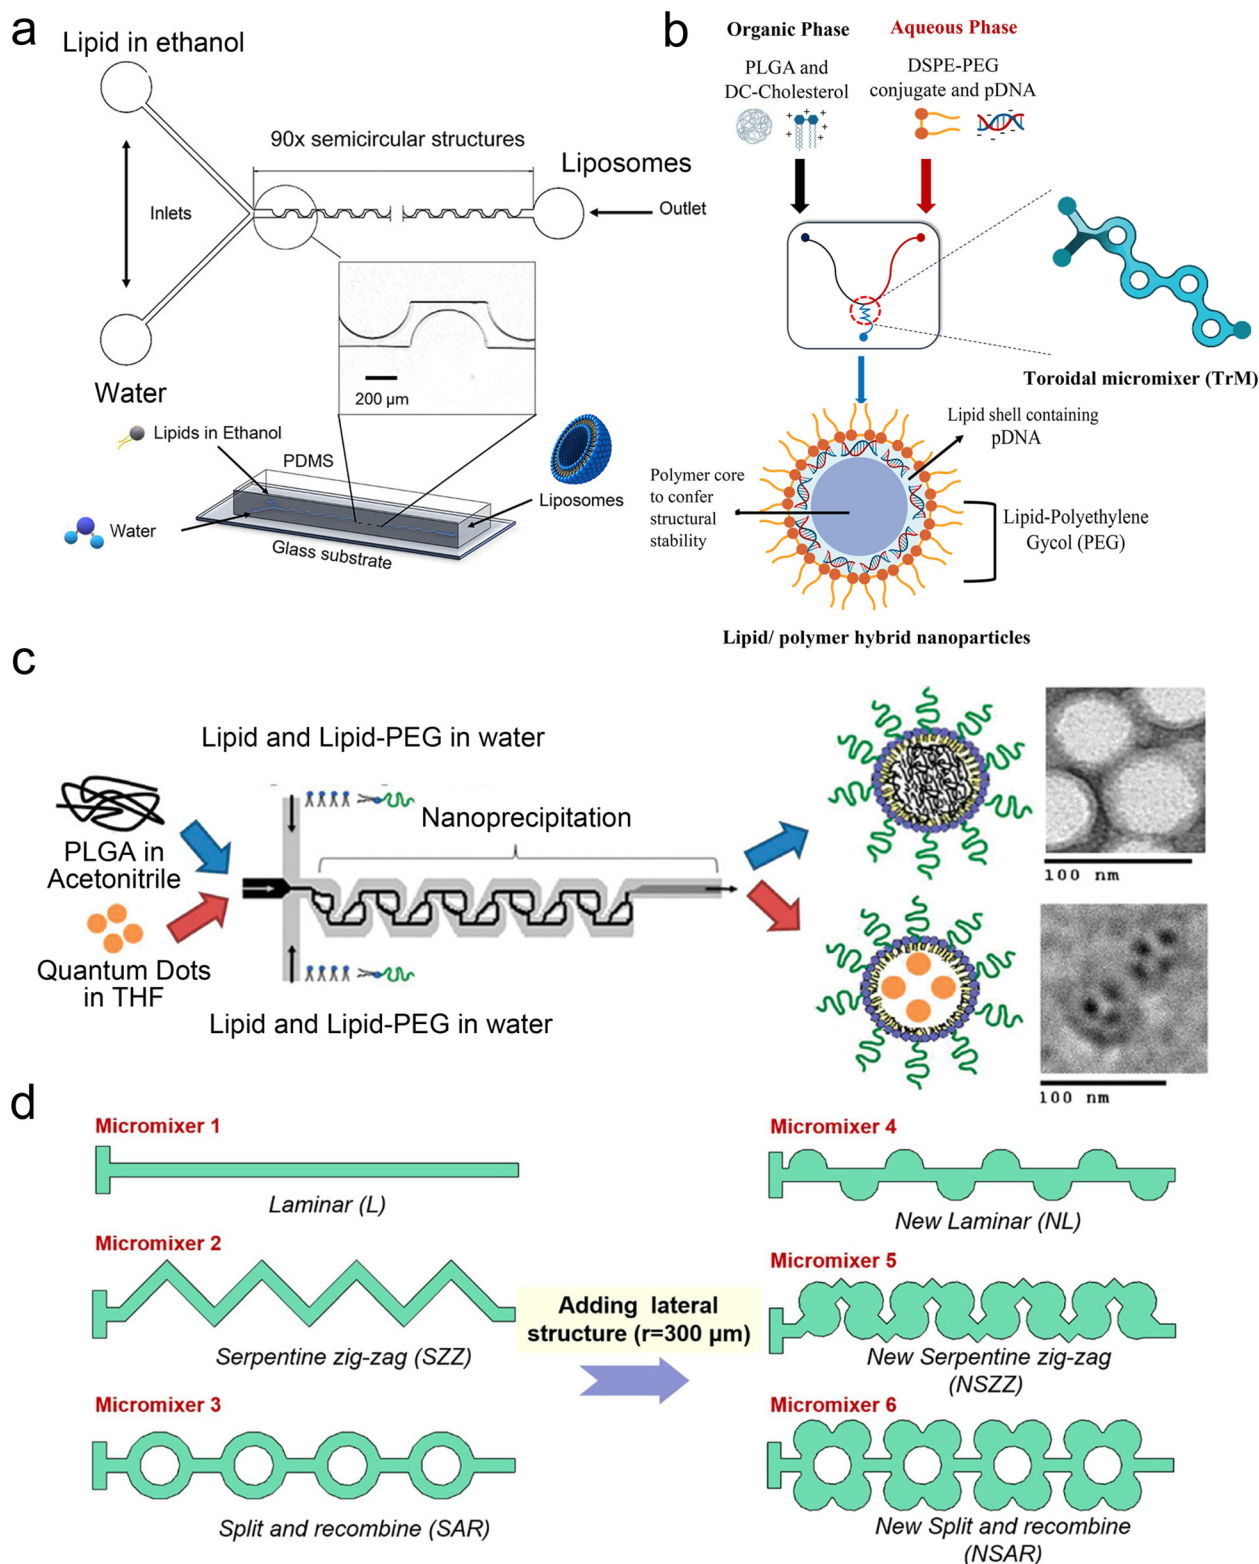 a
Lipid in ethanol
90x semicircular structures
Liposomes
Inlets
Outlet
200 µm
Water
Lipids in Ethanol
PDMS
Water
Liposomes
Glass substrate
b
Organic Phase
Aqueous Phase
PLGA and
DC-Cholesterol
DSPE-PEG
conjugate and pDNA
Toroidal micromixer (TrM)
Lipid shell containing
pDNA
Polymer core
to confer
structural
stability
Lipid-Polyethylene
Gycol (PEG)
Lipid/ polymer hybrid nanoparticles
c
Lipid and Lipid-PEG in water
Nanoprecipitation
PLGA in
Acetonitrile
Quantum Dots
in THF
Lipid and Lipid-PEG in water
100 nm
100 nm
d
Micromixer 1
Laminar (L)
Micromixer 2
Serpentine zig-zag (SZZ)
Micromixer 3
Split and recombine (SAR)
Adding lateral
structure (r=300 µm)
Micromixer 4
New Laminar (NL)
Micromixer 5
New Serpentine zig-zag
(NSZZ)
Micromixer 6
New Split and recombine
(NSAR)